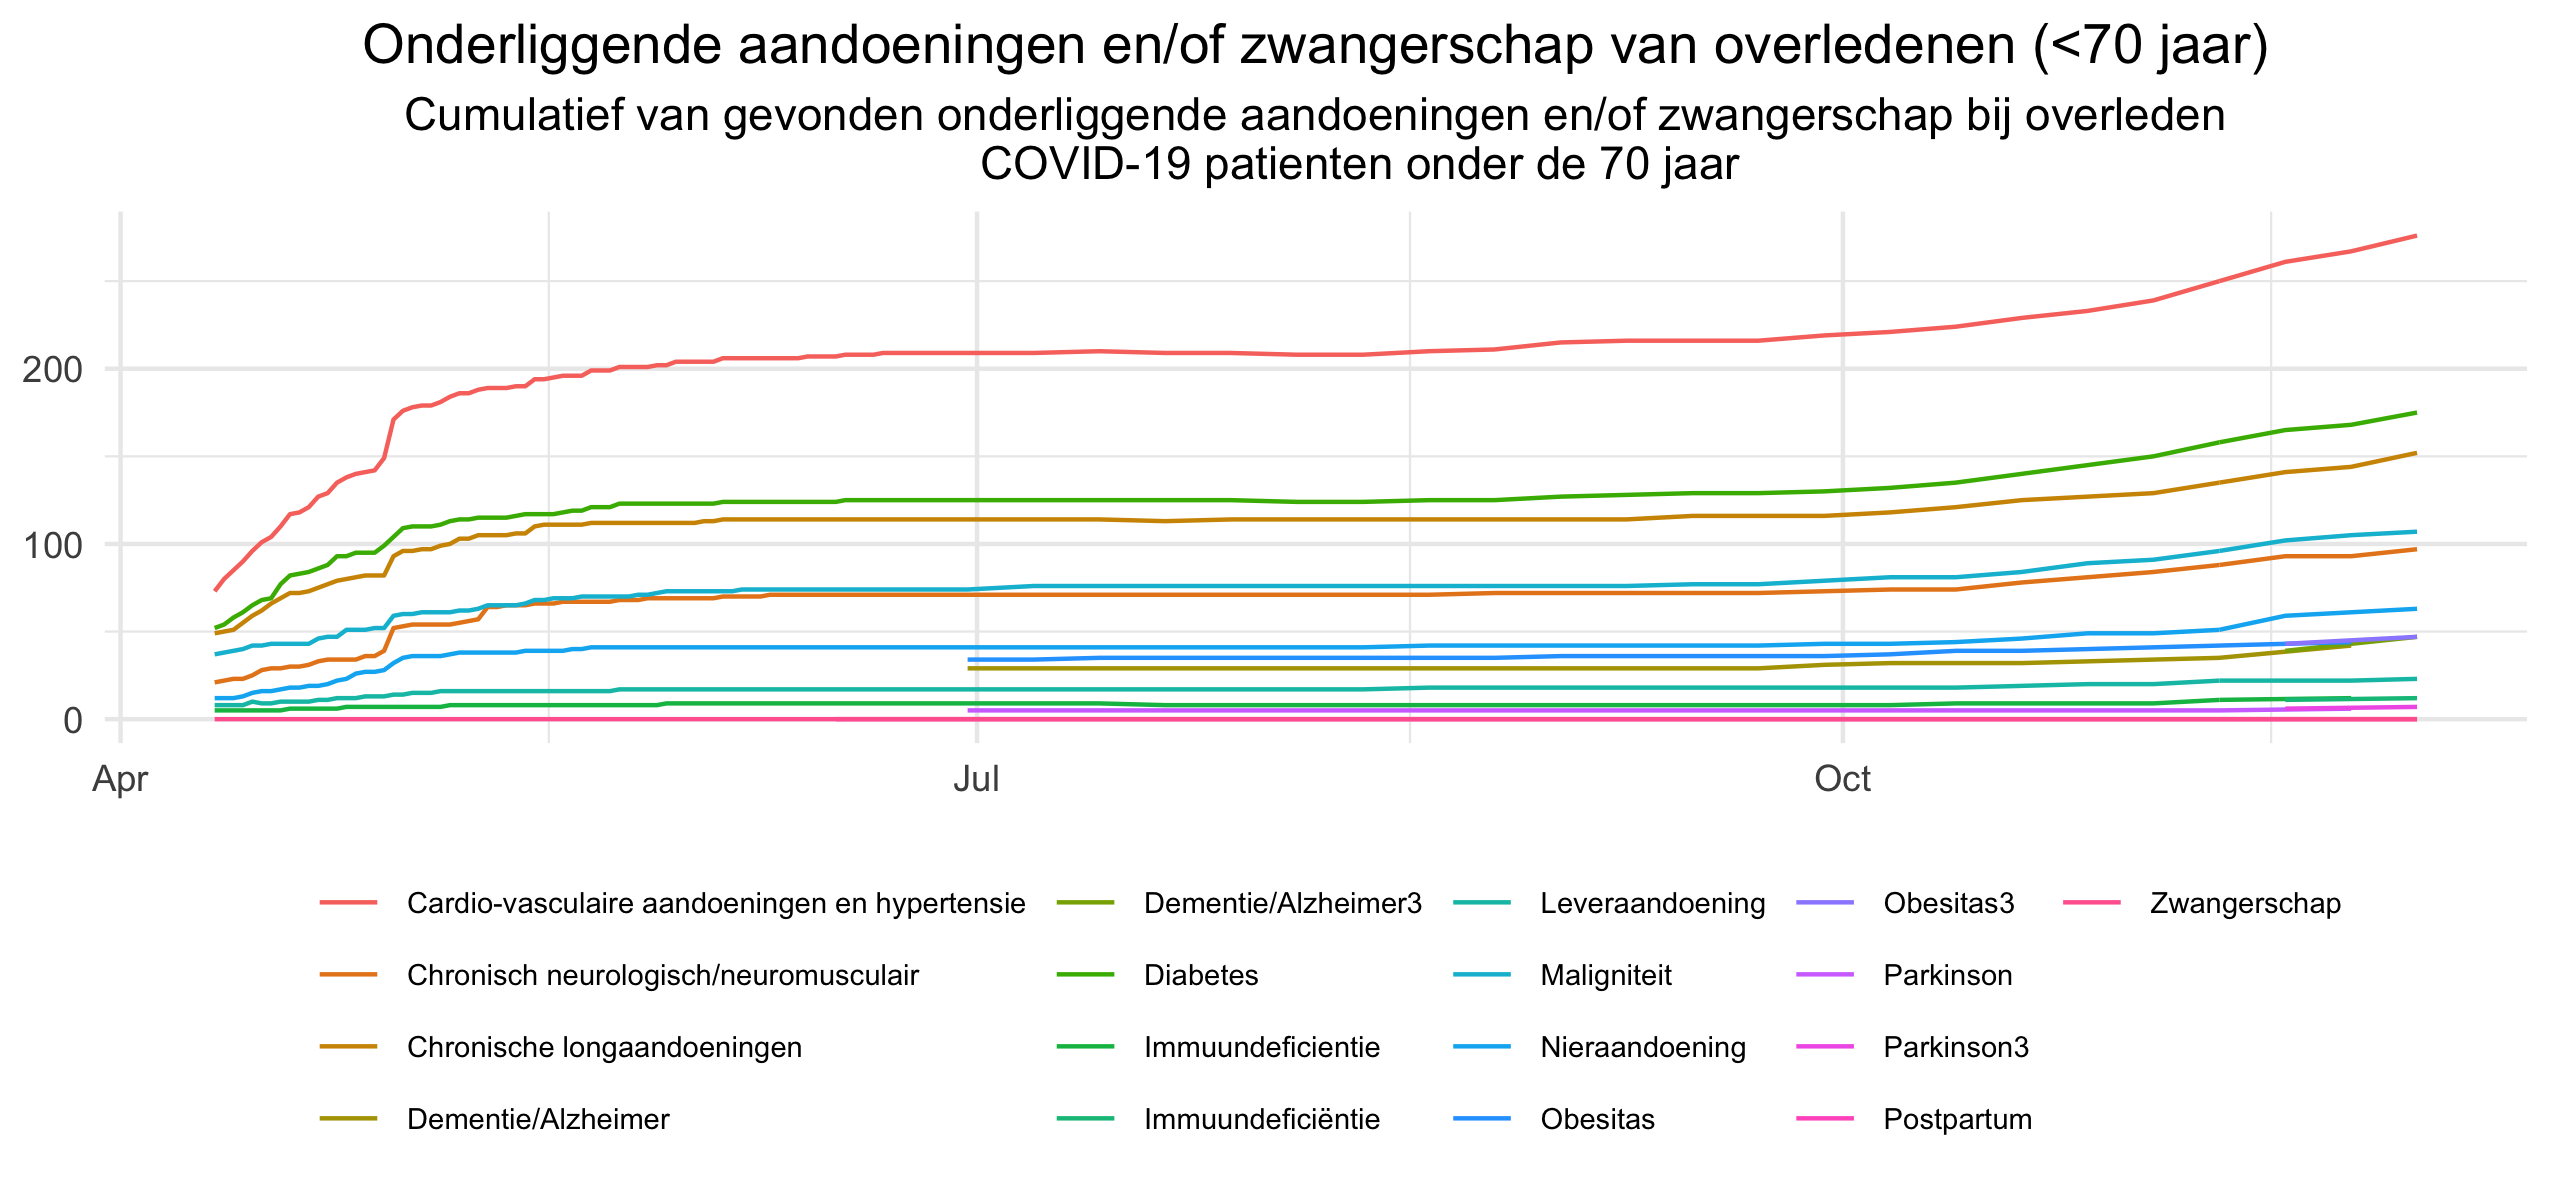 Onderliggende aandoeningen en/of zwangerschap van overledenen (<70 jaar)
Cumulatief van gevonden onderliggende aandoeningen en/of zwangerschap bij overleden
COVID-19 patienten onder de 70 jaar
200
100
0
Apr Jul Oct
Cardio-vasculaire aandoeningen en hypertensie Dementie/Alzheimer3 Leveraandoening Obesitas3 Zwangerschap
Chronisch neurologisch/neuromusculair Diabetes Maligniteit Parkinson
Chronische longaandoeningen Immuundeficientie Nieraandoening Parkinson3
Dementie/Alzheimer Immuundeficiëntie Obesitas Postpartum